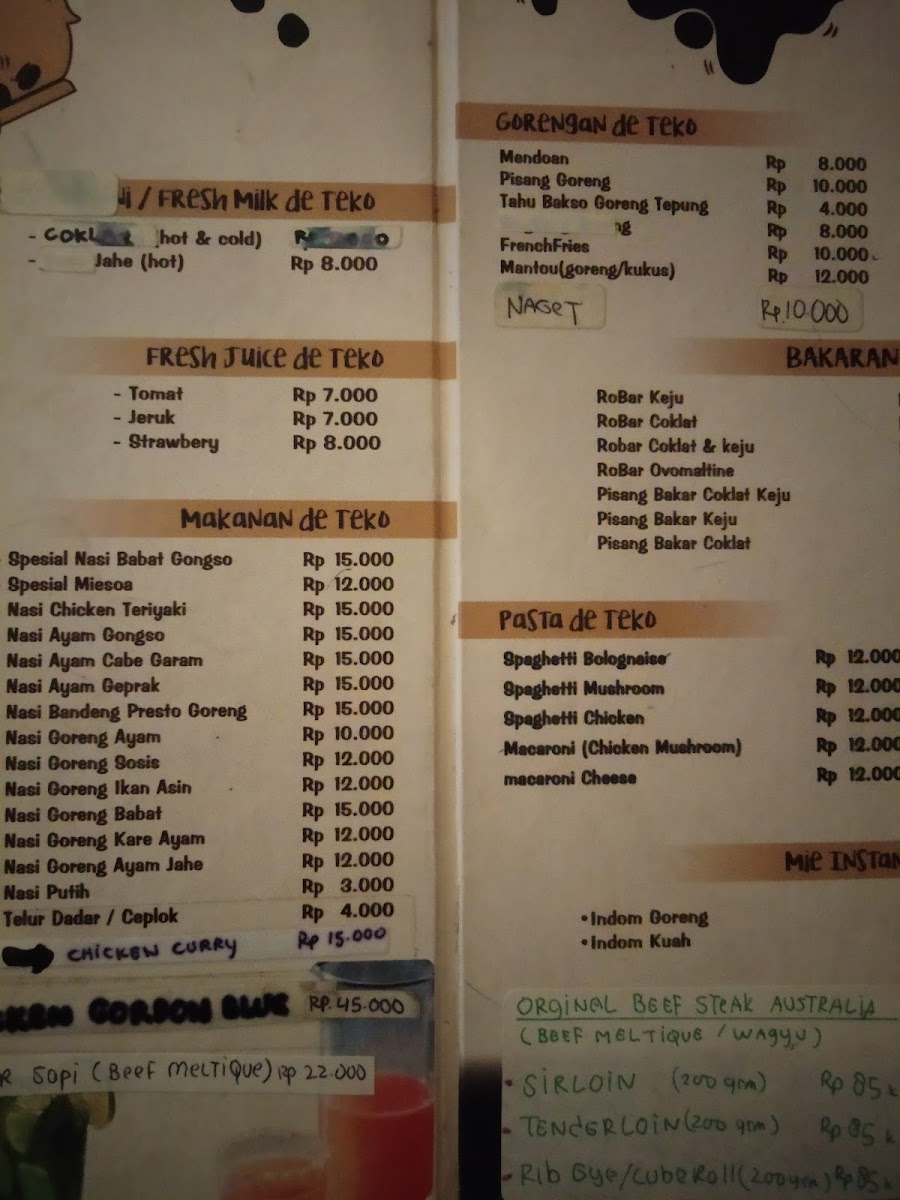 / FRESH MILK de TEKO
- COKLAT (hot & cold)
- Jahe (hot) Rp 8.000
FRESH JUICE de TEKO
- Tomat Rp 7.000
- Jeruk Rp 7.000
- Strawbery Rp 8.000
MAKANAN de TEKO
Spesial Nasi Babat Gongso Rp 15.000
Spesial Miesoa Rp 12.000
Nasi Chicken Teriyaki Rp 15.000
Nasi Ayam Gongso Rp 15.000
Nasi Ayam Cabe Garam Rp 15.000
Nasi Ayam Geprak Rp 15.000
Nasi Bandeng Presto Goreng Rp 15.000
Nasi Goreng Ayam Rp 10.000
Nasi Goreng Sosis Rp 12.000
Nasi Goreng Ikan Asin Rp 12.000
Nasi Goreng Babat Rp 15.000
Nasi Goreng Kare Ayam Rp 12.000
Nasi Goreng Ayam Jahe Rp 12.000
Nasi Putih Rp 3.000
Telur Dadar / Ceplok Rp 4.000
CHICKEN CURRY Rp 15.000
GORDON BLUE RP.45.000
SOPI (BEEF MELTIQUE) RP 22.000
GORENGAN de TEKO
Mendoan Rp 8.000
Pisang Goreng Rp 10.000
Tahu Bakso Goreng Tepung Rp 4.000
Rp 8.000
FrenchFries Rp 10.000
Mantou(goreng/kukus) Rp 12.000
NAGET Rp.10.000
BAKARAN
RoBar Keju
RoBar Coklat
Robar Coklat & keju
RoBar Ovomaltine
Pisang Bakar Coklat Keju
Pisang Bakar Keju
Pisang Bakar Coklat
PASTA de TEKO
Spaghetti Bolognaise Rp 12.000
Spaghetti Mushroom Rp 12.000
Spaghetti Chicken Rp 12.000
Macaroni (Chicken Mushroom) Rp 12.000
macaroni Cheese Rp 12.000
MIE INSTAN
•Indom Goreng
•Indom Kuah
ORGINAL BEEF STEAK AUSTRALIA
(BEEF MELTIQUE / WAGYU)
• SIRLOIN (200 grm) Rp 85 k
• TENDERLOIN (200 grm) Rp 85 k
• Rib Eye/Cube Roll (200 grm) Rp 85 k